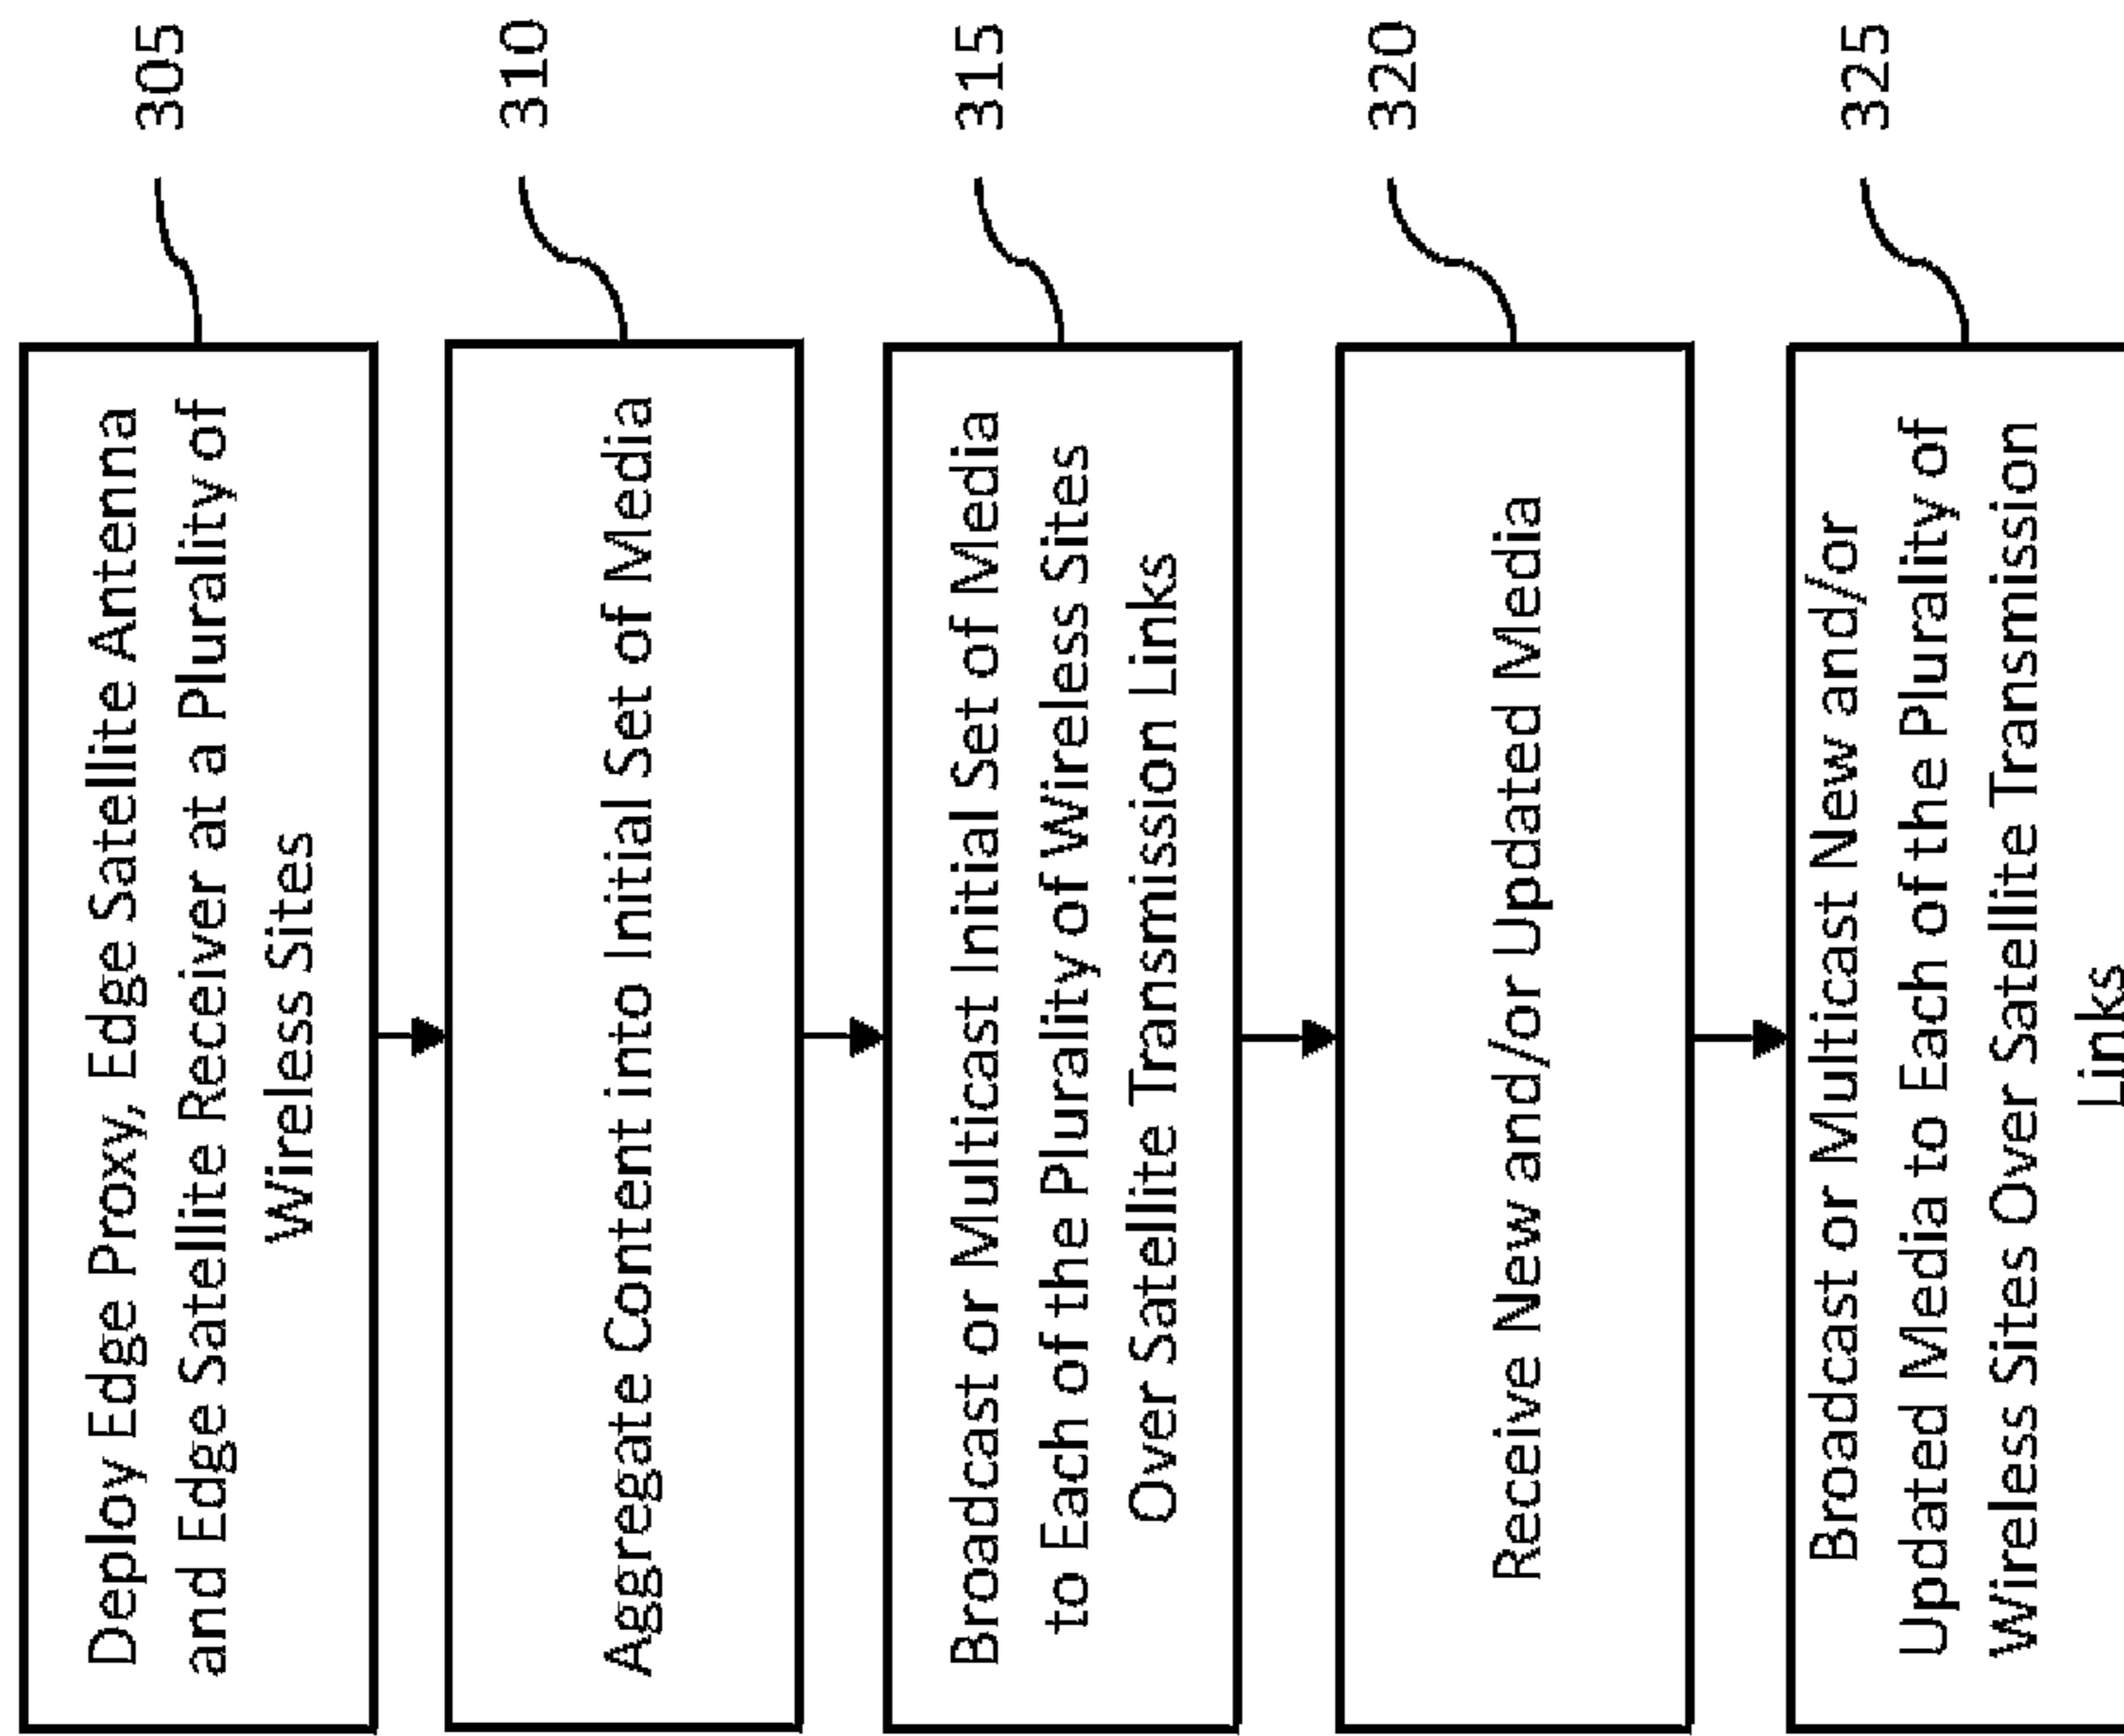 Deploy Edge Proxy, Edge Satellite Antenna
and Edge Satellite Receiver at a Plurality of
Wireless Sites
305
Aggregate Content into Initial Set of Media
310
Broadcast or Multicast Initial Set of Media
to Each of the Plurality of Wireless Sites
Over Satellite Transmission Links
315
Receive New and/or Updated Media
320
Broadcast or Multicast New and/or
Updated Media to Each of the Plurality of
Wireless Sites Over Satellite Transmission
Links
325